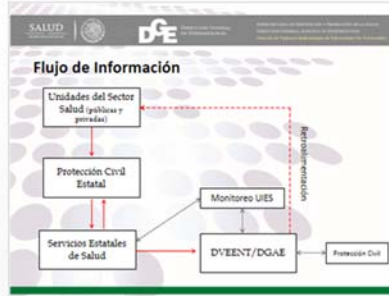 SALUD
DGE
Flujo de Información
Unidades del Sector
Salud (públicas y
privadas)
Protección Civil
Estatal
Servicios Estatales
de Salud
Monitoreo UIES
DVEENT/DGAE
Protección Civil
Retroalimentación